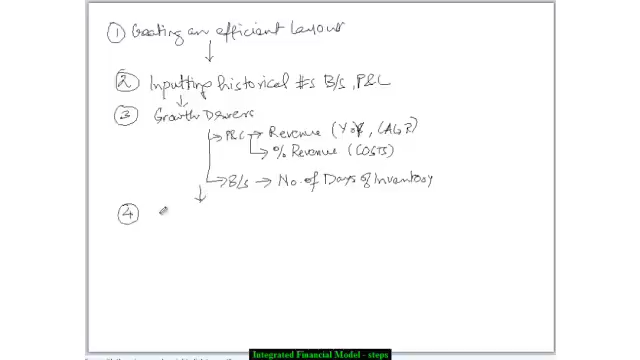 ① Creating an efficient Layout
② Inputting historical #s B/s, P&L
③ Growth Drivers
→ P&L → Revenue (YoY, CAGR)
→ % Revenue (COSTS)
→ B/s → No. of Days of Inventory
④
Integrated Financial Model - steps